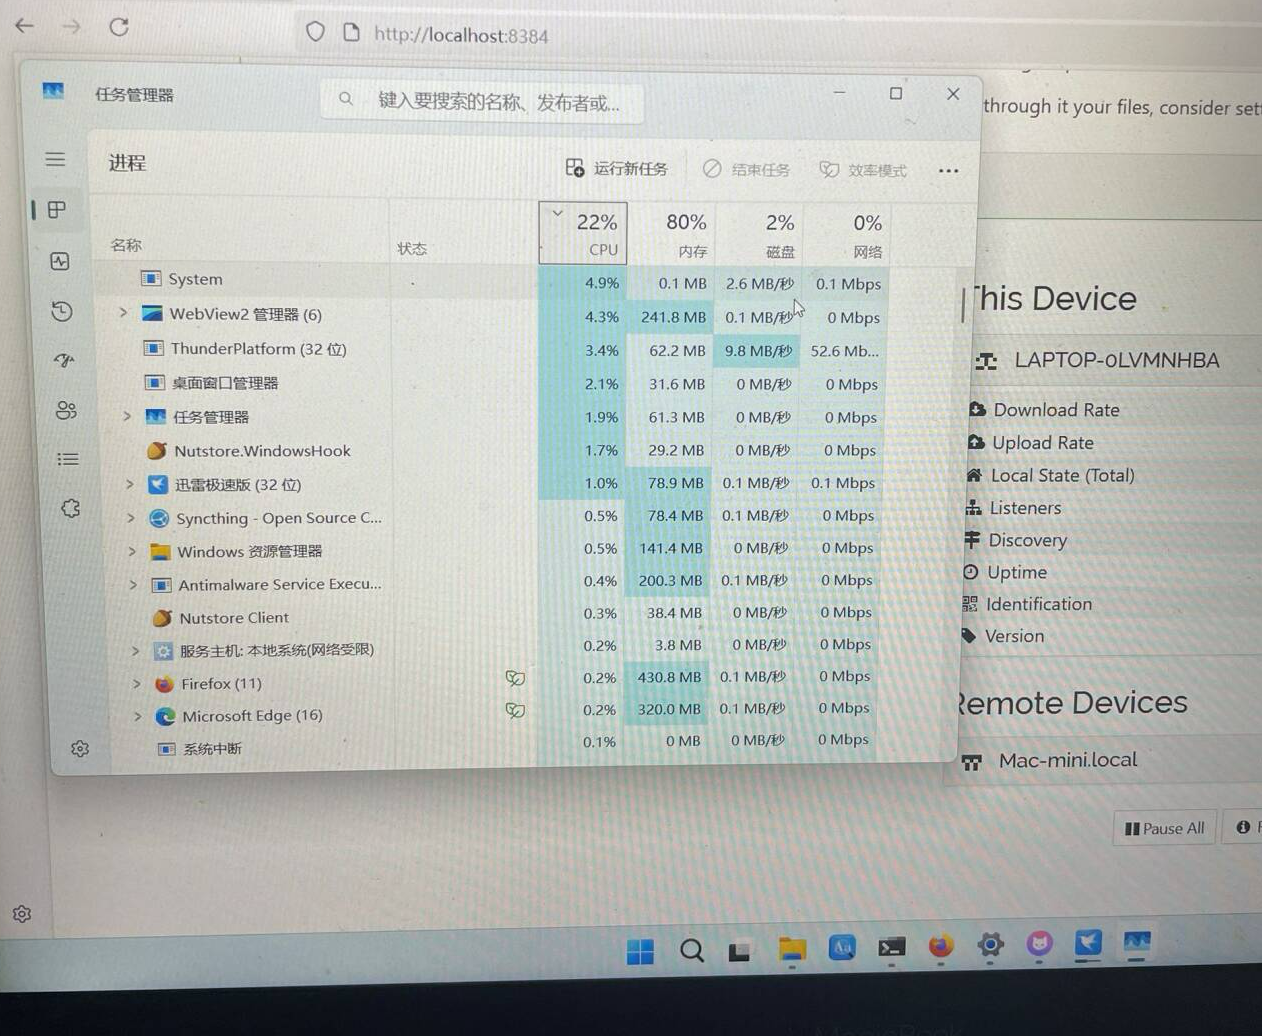 http://localhost:8384
任务管理器
键入要搜索的名称、发布者或...
through it your files, consider set
进程
运行新任务
结束任务
效率模式
名称
状态
22%
CPU
80%
内存
2%
磁盘
0%
网络
System 4.9% 0.1 MB 2.6 MB/秒 0.1 Mbps
WebView2 管理器 (6) 4.3% 241.8 MB 0.1 MB/秒 0 Mbps
ThunderPlatform (32 位) 3.4% 62.2 MB 9.8 MB/秒 52.6 Mb...
桌面窗口管理器 2.1% 31.6 MB 0 MB/秒 0 Mbps
任务管理器 1.9% 61.3 MB 0 MB/秒 0 Mbps
Nutstore.WindowsHook 1.7% 29.2 MB 0 MB/秒 0 Mbps
迅雷极速版 (32 位) 1.0% 78.9 MB 0.1 MB/秒 0.1 Mbps
Syncthing - Open Source C... 0.5% 78.4 MB 0.1 MB/秒 0 Mbps
Windows 资源管理器 0.5% 141.4 MB 0 MB/秒 0 Mbps
Antimalware Service Execu... 0.4% 200.3 MB 0.1 MB/秒 0 Mbps
Nutstore Client 0.3% 38.4 MB 0 MB/秒 0 Mbps
服务主机: 本地系统(网络受限) 0.2% 3.8 MB 0 MB/秒 0 Mbps
Firefox (11) 0.2% 430.8 MB 0.1 MB/秒 0 Mbps
Microsoft Edge (16) 0.2% 320.0 MB 0.1 MB/秒 0 Mbps
系统中断 0.1% 0 MB 0 MB/秒 0 Mbps
This Device
LAPTOP-0LVMNHBA
Download Rate
Upload Rate
Local State (Total)
Listeners
Discovery
Uptime
Identification
Version
Remote Devices
Mac-mini.local
Pause All